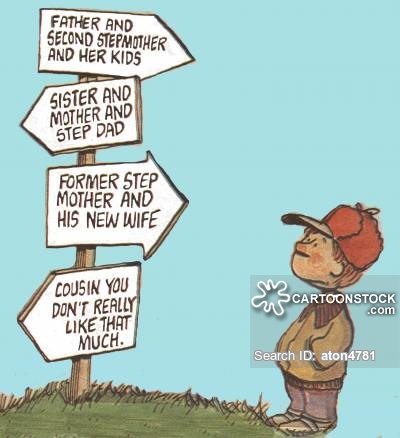 FATHER AND
SECOND STEPMOTHER
AND HER KIDS
SISTER AND
MOTHER AND
STEP DAD
FORMER STEP
MOTHER AND
HIS NEW WIFE
COUSIN YOU
DON'T REALLY
LIKE THAT
MUCH.
CARTOONSTOCK
.com
Search ID: aton4781